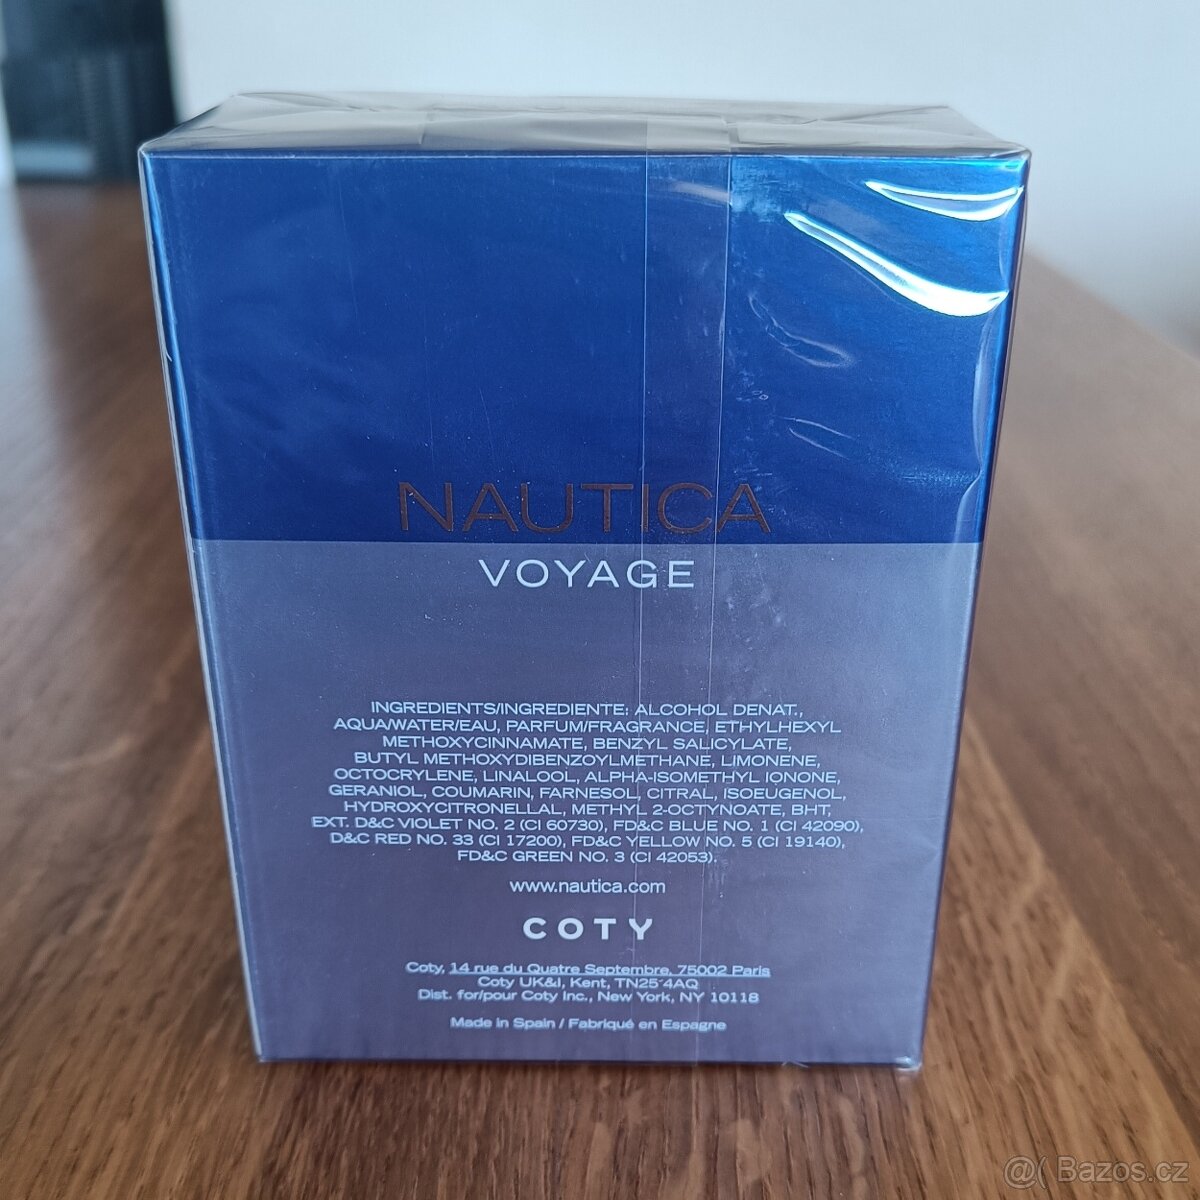 NAUTICA
VOYAGE
INGREDIENTS/INGREDIENTE: ALCOHOL DENAT.,
AQUA/WATER/EAU, PARFUM/FRAGRANCE, ETHYLHEXYL
METHOXYCINNAMATE, BENZYL SALICYLATE,
BUTYL METHOXYDIBENZOYLMETHANE, LIMONENE,
OCTOCRYLENE, LINALOOL, ALPHA-ISOMETHYL IONONE,
GERANIOL, COUMARIN, FARNESOL, CITRAL, ISOEUGENOL,
HYDROXYCITRONELLAL, METHYL 2-OCTYNOATE, BHT,
EXT. D&C VIOLET NO. 2 (CI 60730), FD&C BLUE NO. 1 (CI 42090),
D&C RED NO. 33 (CI 17200), FD&C YELLOW NO. 5 (CI 19140),
FD&C GREEN NO. 3 (CI 42053).
www.nautica.com
COTY
Coty, 14 rue du Quatre Septembre, 75002 Paris
Coty UK&I, Kent, TN25 4AQ
Dist. for/pour Coty Inc., New York, NY 10118
Made in Spain / Fabriqué en Espagne
@( Bazos.cz